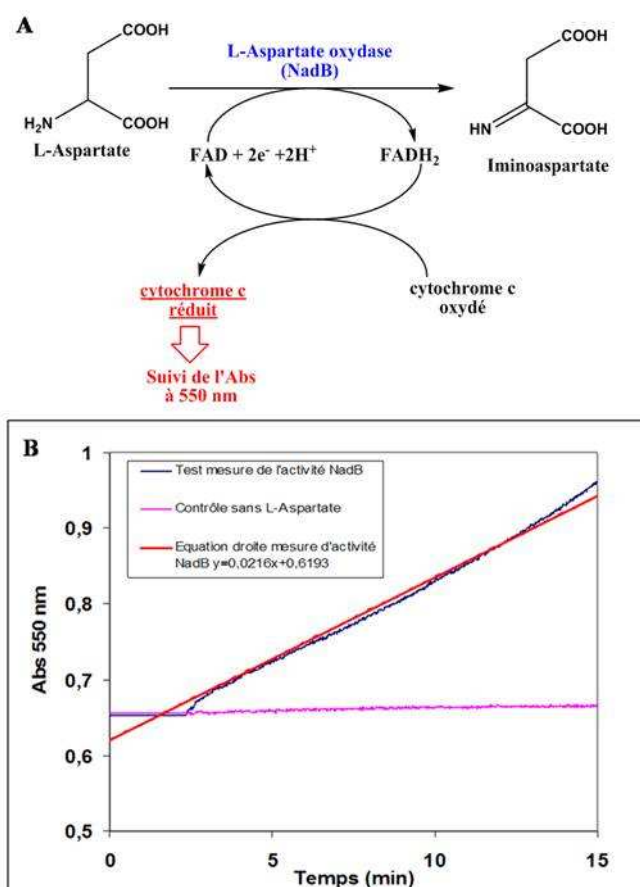 A
COOH
COOH
H₂N
COOH
L-Aspartate
L-Aspartate oxydase
(NadB)
HN
COOH
Iminoaspartate
FAD + 2e⁻ +2H⁺
FADH₂
cytochrome c
réduit
cytochrome c
oxydé
Suivi de l'Abs
à 550 nm
B
Test mesure de l'activité NadB
Contrôle sans L-Aspartate
Equation droite mesure d'activité
NadB y=0,0216x+0,6193
Abs 550 nm
1
0,9
0,8
0,7
0,6
0,5
0
5
10
15
Temps (min)